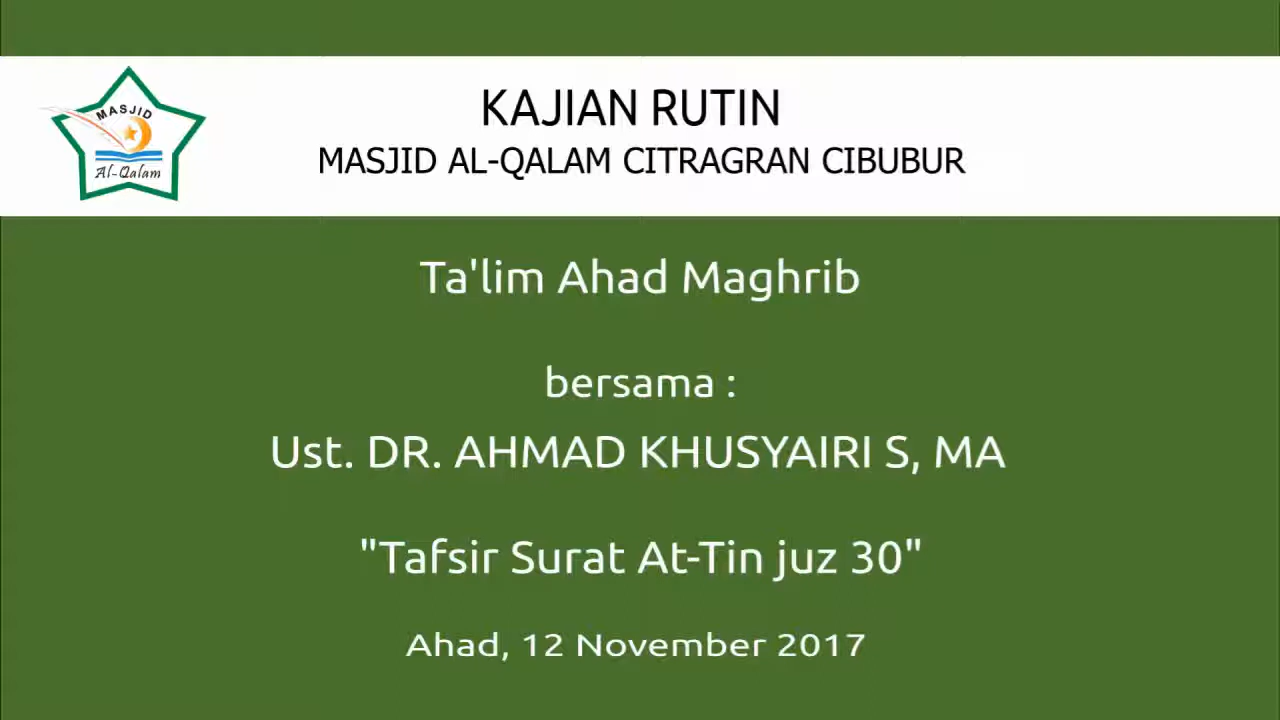 MASJID
Al-Qalam
KAJIAN RUTIN
MASJID AL-QALAM CITRAGRAN CIBUBUR
Ta'lim Ahad Maghrib
bersama :
Ust. DR. AHMAD KHUSYAIRI S, MA
"Tafsir Surat At-Tin juz 30"
Ahad, 12 November 2017